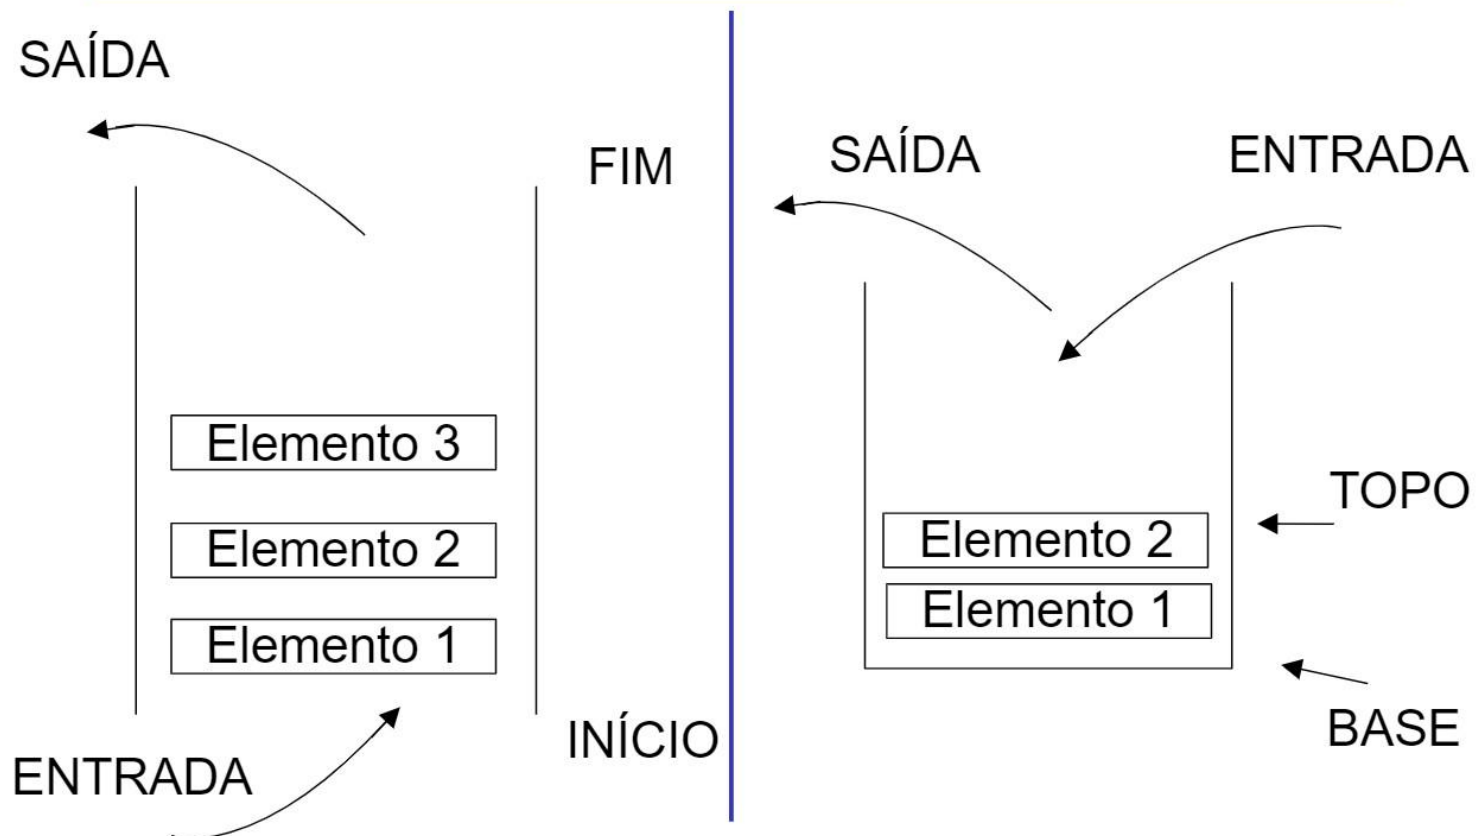 SAÍDA
FIM
Elemento 3
Elemento 2
Elemento 1
INÍCIO
ENTRADA
SAÍDA
ENTRADA
TOPO
Elemento 2
Elemento 1
BASE